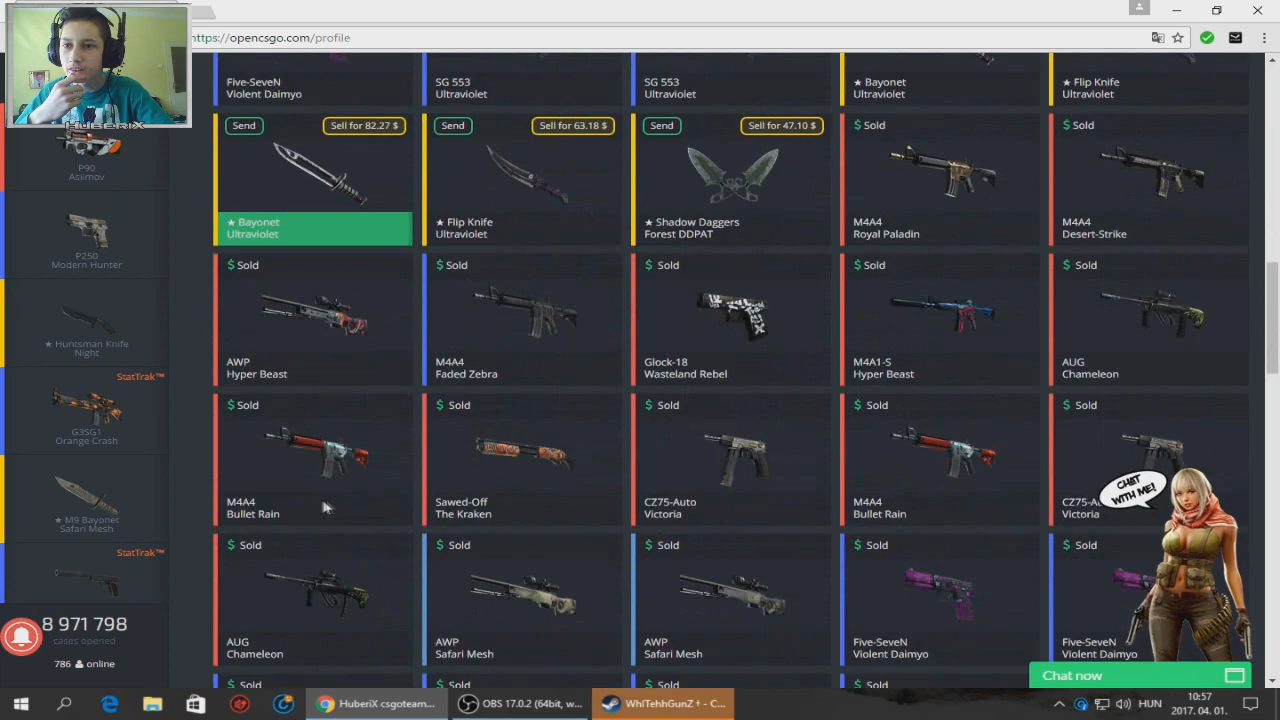 https://opencsgo.com/profile
HuberiX
P90
Asiimov
P250
Modern Hunter
★ Huntsman Knife
Night
StatTrak™
G3SG1
Orange Crash
★ M9 Bayonet
Safari Mesh
StatTrak™
8 971 798
cases opened
786 online
Five-SeveN
Violent Daimyo
SG 553
Ultraviolet
SG 553
Ultraviolet
★ Bayonet
Ultraviolet
★ Flip Knife
Ultraviolet
Send
Sell for 82.27 $
★ Bayonet
Ultraviolet
Send
Sell for 63.18 $
★ Flip Knife
Ultraviolet
Send
Sell for 47.10 $
★ Shadow Daggers
Forest DDPAT
$ Sold
M4A4
Royal Paladin
$ Sold
M4A4
Desert-Strike
$ Sold
AWP
Hyper Beast
$ Sold
M4A4
Faded Zebra
$ Sold
Glock-18
Wasteland Rebel
$ Sold
M4A1-S
Hyper Beast
$ Sold
AUG
Chameleon
$ Sold
M4A4
Bullet Rain
$ Sold
Sawed-Off
The Kraken
$ Sold
CZ75-Auto
Victoria
$ Sold
M4A4
Bullet Rain
$ Sold
CZ75-A
Victoria
CHAT
WITH ME!
$ Sold
AUG
Chameleon
$ Sold
AWP
Safari Mesh
$ Sold
AWP
Safari Mesh
$ Sold
Five-SeveN
Violent Daimyo
$ Sold
Five-SeveN
Violent Daimyo
$ Sold
$ Sold
$ Sold
$ Sold
Chat now
HuberiX csgoteam...
OBS 17.0.2 (64bit, w...
WhITehhGunZ † - C...
HUN
10:57
2017. 04. 01.